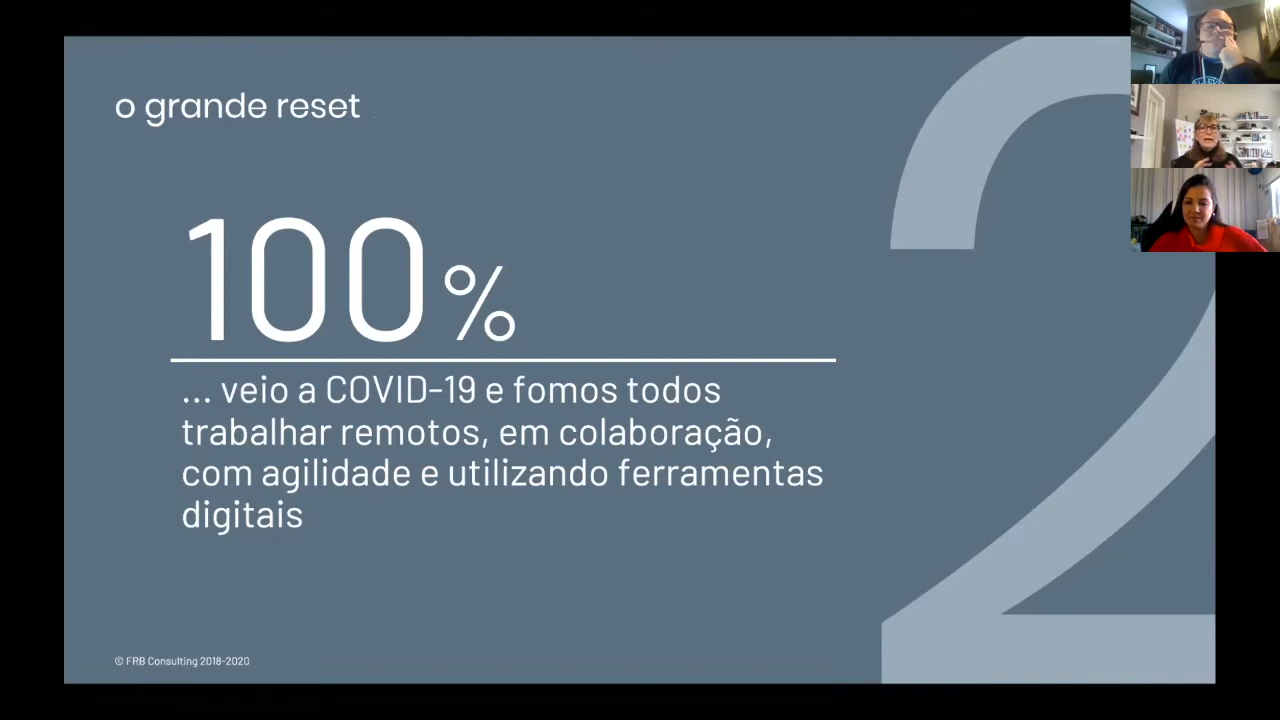 o grande reset
100%
... veio a COVID-19 e fomos todos
trabalhar remotos, em colaboração,
com agilidade e utilizando ferramentas
digitais
2
© FRB Consulting 2018-2020